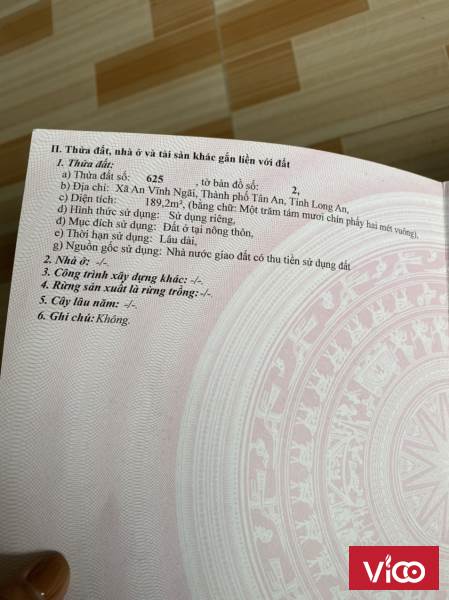 II. Thửa đất, nhà ở và tài sản khác gắn liền với đất
1. Thửa đất:
a) Thửa đất số: 625 , tờ bản đồ số: 2,
b) Địa chỉ: Xã An Vĩnh Ngãi, Thành phố Tân An, Tỉnh Long An,
c) Diện tích: 189,2m², (bằng chữ: Một trăm tám mươi chín phẩy hai mét vuông),
d) Hình thức sử dụng: Sử dụng riêng,
đ) Mục đích sử dụng: Đất ở tại nông thôn,
e) Thời hạn sử dụng: Lâu dài,
g) Nguồn gốc sử dụng: Nhà nước giao đất có thu tiền sử dụng đất
2. Nhà ở: -/-.
3. Công trình xây dựng khác: -/-.
4. Rừng sản xuất là rừng trồng: -/-.
5. Cây lâu năm: -/-.
6. Ghi chú: Không.
Vico